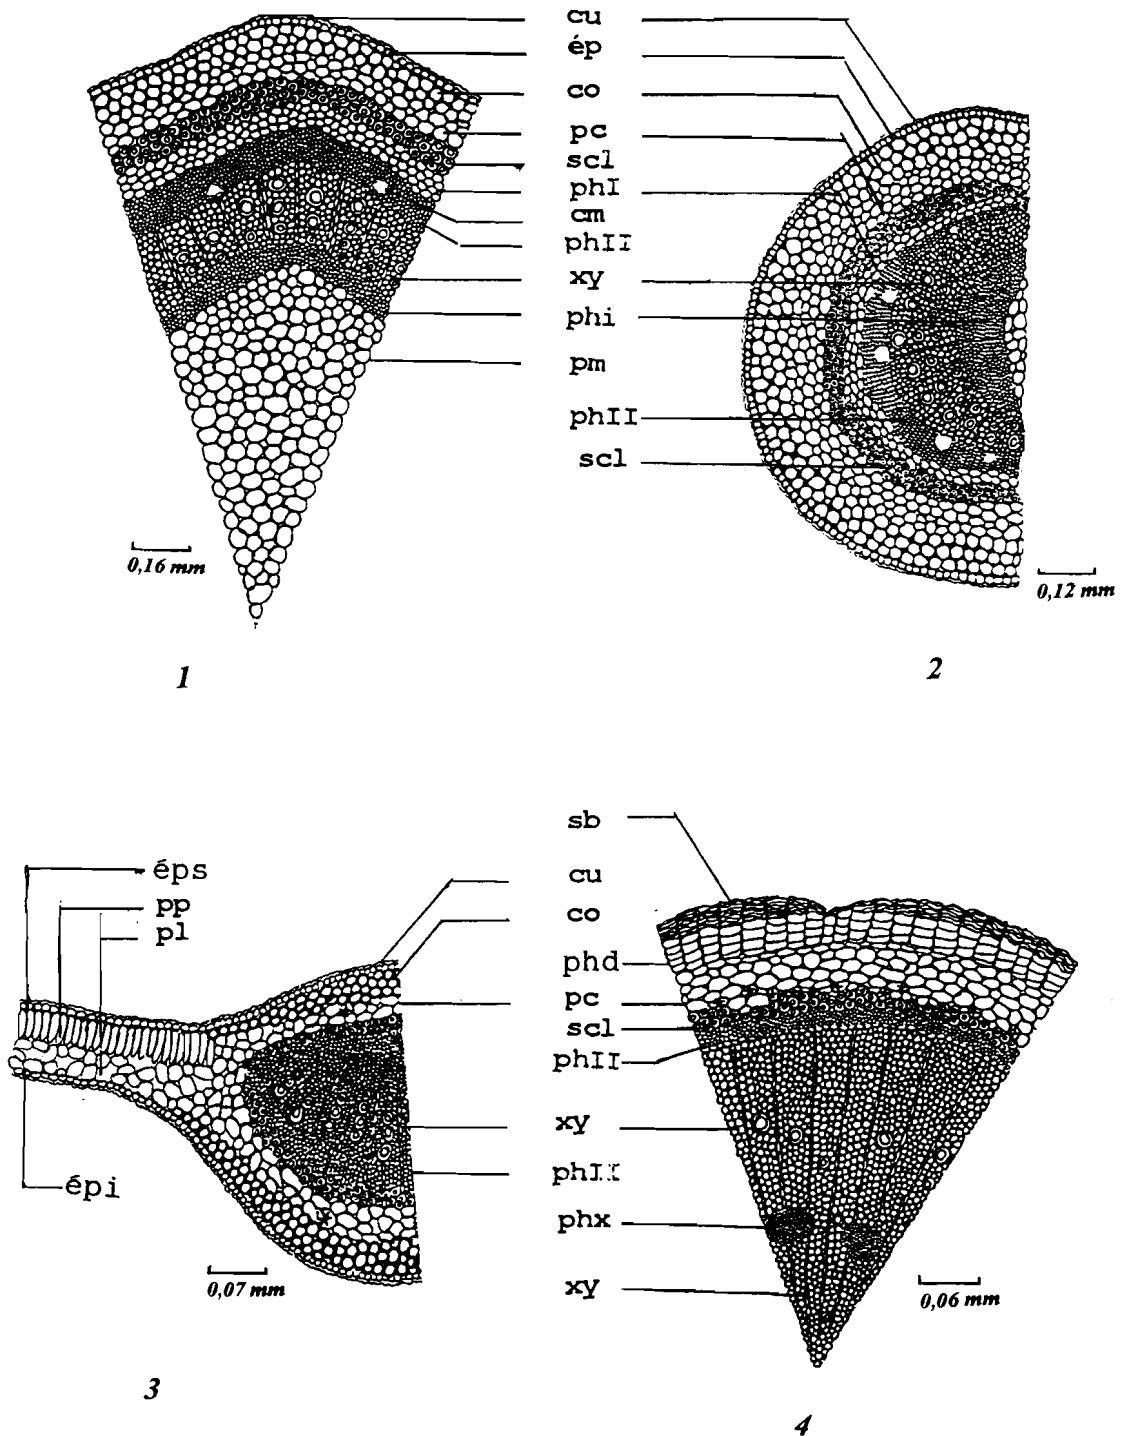 cu
ép
co
pc
scl
phI
cm
phII
xy
phi
pm
phII
scl
0,16 mm
0,12 mm
1
2
éps
pp
pl
épi
0,07 mm
3
sb
cu
co
phd
pc
scl
phII
xy
phII
phx
xy
0,06 mm
4